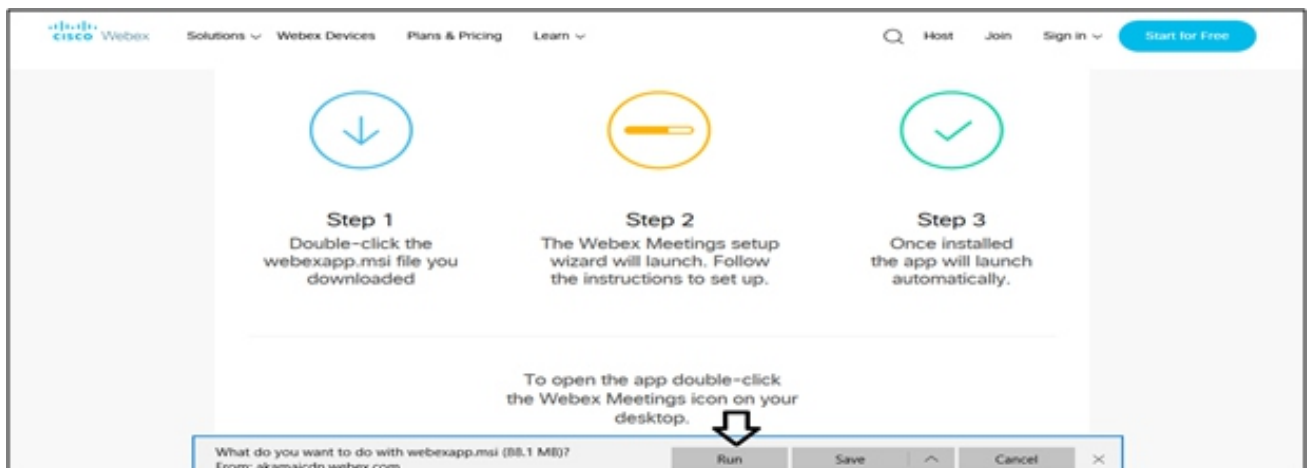 CISCO Webex Solutions Webex Devices Plans & Pricing Learn Host Join Sign in Start for Free
Step 1
Double-click the
webexapp.msi file you
downloaded
Step 2
The Webex Meetings setup
wizard will launch. Follow
the instructions to set up.
Step 3
Once installed
the app will launch
automatically.
To open the app double-click
the Webex Meetings icon on your
desktop.
What do you want to do with webexapp.msi (88.1 MB)?
From: akamaicdn.webex.com
Run Save Cancel